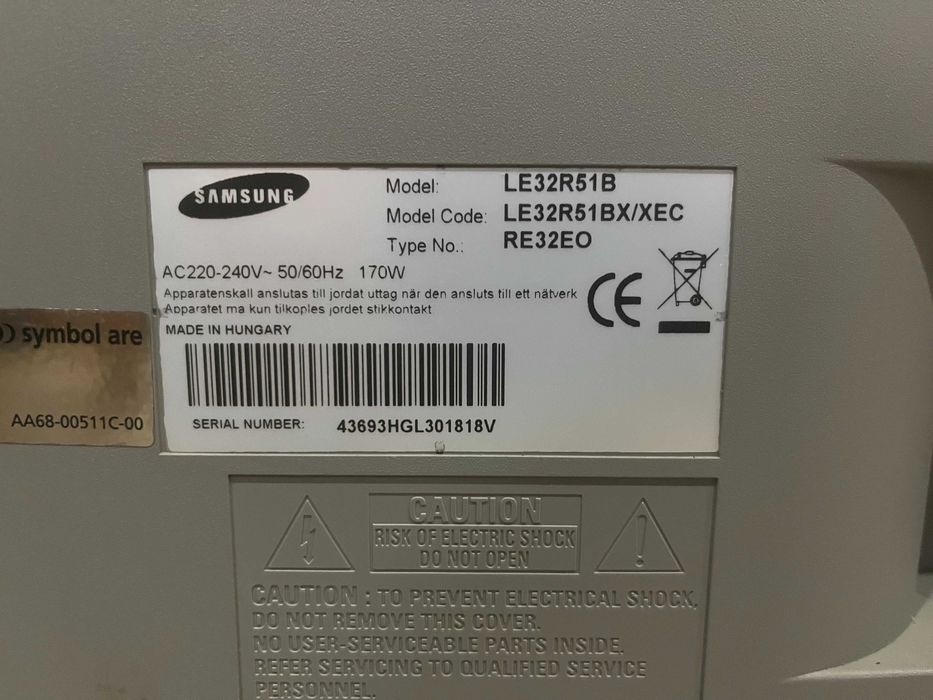 SAMSUNG
Model: LE32R51B
Model Code: LE32R51BX/XEC
Type No.: RE32EO
AC220-240V~ 50/60Hz 170W
Apparatenskall anslutas till jordat uttag när den ansluts till ett nätverk
Apparatet ma kun tilkoples jordet stikkontakt
MADE IN HUNGARY
CE
SERIAL NUMBER: 43693HGL301818V
symbol are
AA68-00511C-00
CAUTION
RISK OF ELECTRIC SHOCK
DO NOT OPEN
CAUTION : TO PREVENT ELECTRICAL SHOCK,
DO NOT REMOVE THIS COVER.
NO USER-SERVICEABLE PARTS INSIDE.
REFER SERVICING TO QUALIFIED SERVICE
PERSONNEL.